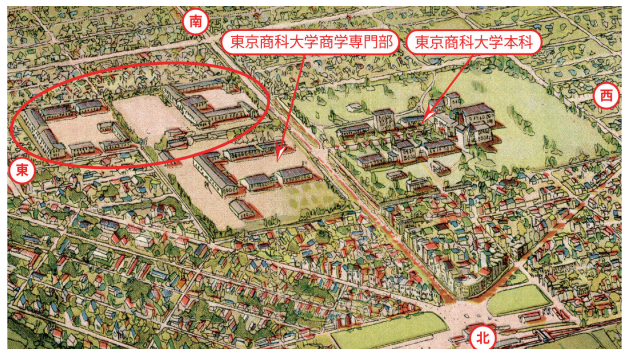 南
東京商科大学商学専門部
東京商科大学本科
西
東
北